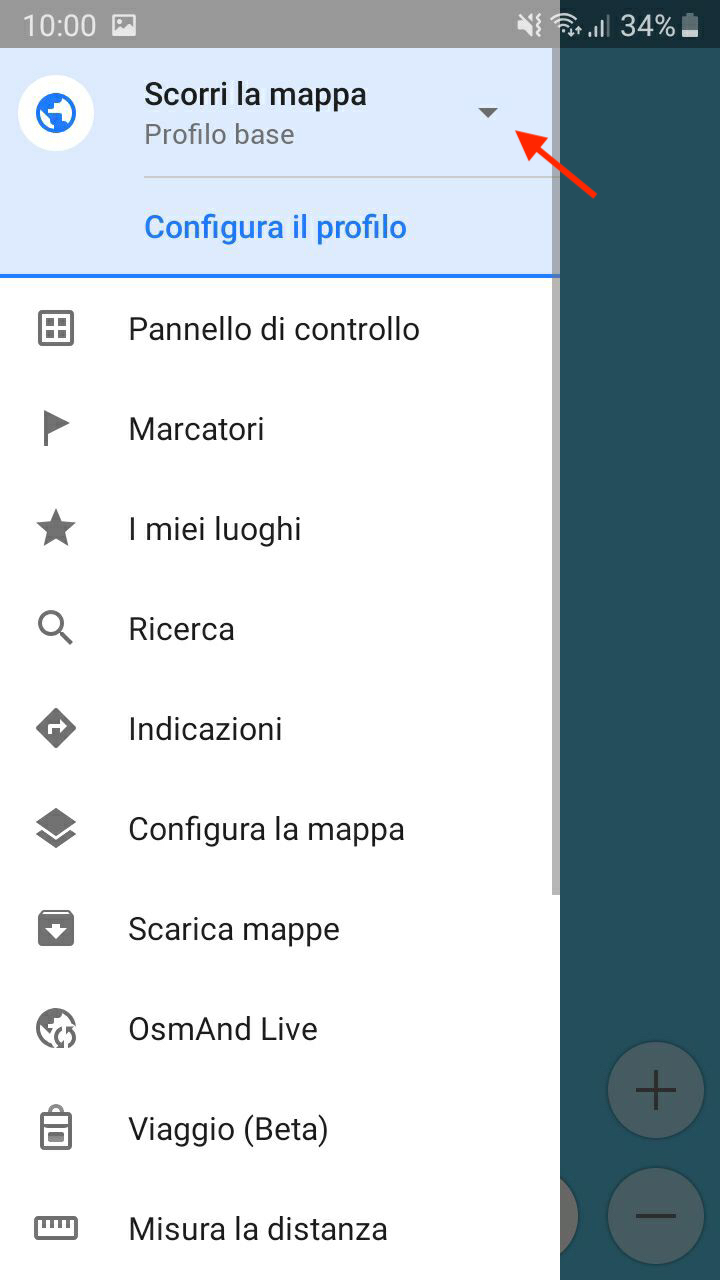 10:00
34%
Scorri la mappa
Profilo base
Configura il profilo
Pannello di controllo
Marcatori
I miei luoghi
Ricerca
Indicazioni
Configura la mappa
Scarica mappe
OsmAnd Live
Viaggio (Beta)
Misura la distanza